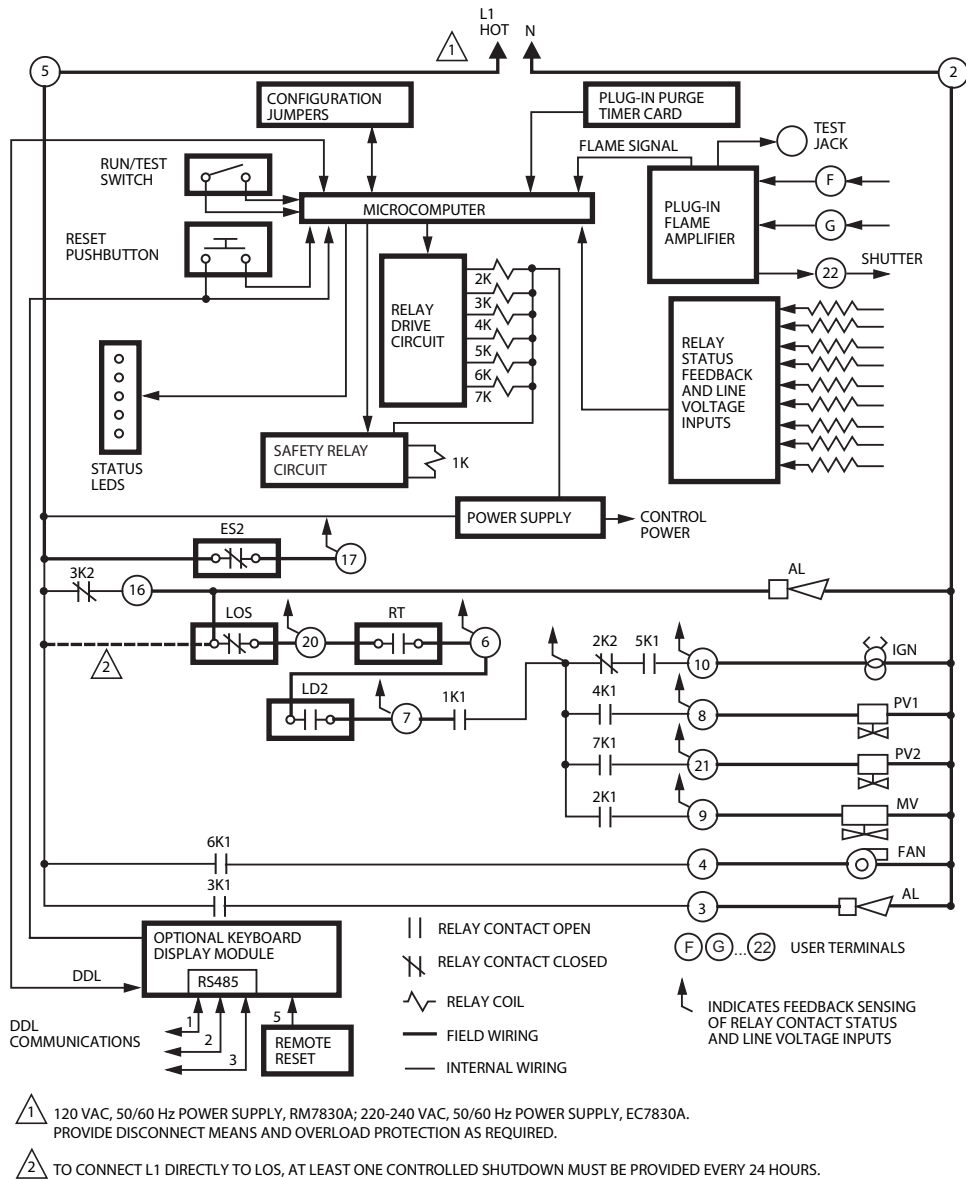 L1
HOT
N
1
5
2
CONFIGURATION
JUMPERS
PLUG-IN PURGE
TIMER CARD
TEST
JACK
FLAME SIGNAL
RUN/TEST
SWITCH
MICROCOMPUTER
PLUG-IN
FLAME
AMPLIFIER
F
G
22
SHUTTER
RESET
PUSHBUTTON
RELAY
DRIVE
CIRCUIT
2K
3K
4K
5K
6K
7K
RELAY
STATUS
FEEDBACK
AND LINE
VOLTAGE
INPUTS
STATUS
LEDS
SAFETY RELAY
CIRCUIT
1K
POWER SUPPLY
CONTROL
POWER
ES2
17
3K2
16
AL
LOS
20
RT
6
2
LD2
7
1K1
2K2
5K1
10
IGN
4K1
8
PV1
7K1
21
PV2
2K1
9
MV
6K1
4
FAN
3K1
3
AL
OPTIONAL KEYBOARD
DISPLAY MODULE
RS485
DDL
DDL
COMMUNICATIONS
1
2
3
5
REMOTE
RESET
RELAY CONTACT OPEN
RELAY CONTACT CLOSED
RELAY COIL
FIELD WIRING
INTERNAL WIRING
F G ... 22 USER TERMINALS
INDICATES FEEDBACK SENSING
OF RELAY CONTACT STATUS
AND LINE VOLTAGE INPUTS
1 120 VAC, 50/60 Hz POWER SUPPLY, RM7830A; 220-240 VAC, 50/60 Hz POWER SUPPLY, EC7830A.
PROVIDE DISCONNECT MEANS AND OVERLOAD PROTECTION AS REQUIRED.
2 TO CONNECT L1 DIRECTLY TO LOS, AT LEAST ONE CONTROLLED SHUTDOWN MUST BE PROVIDED EVERY 24 HOURS.